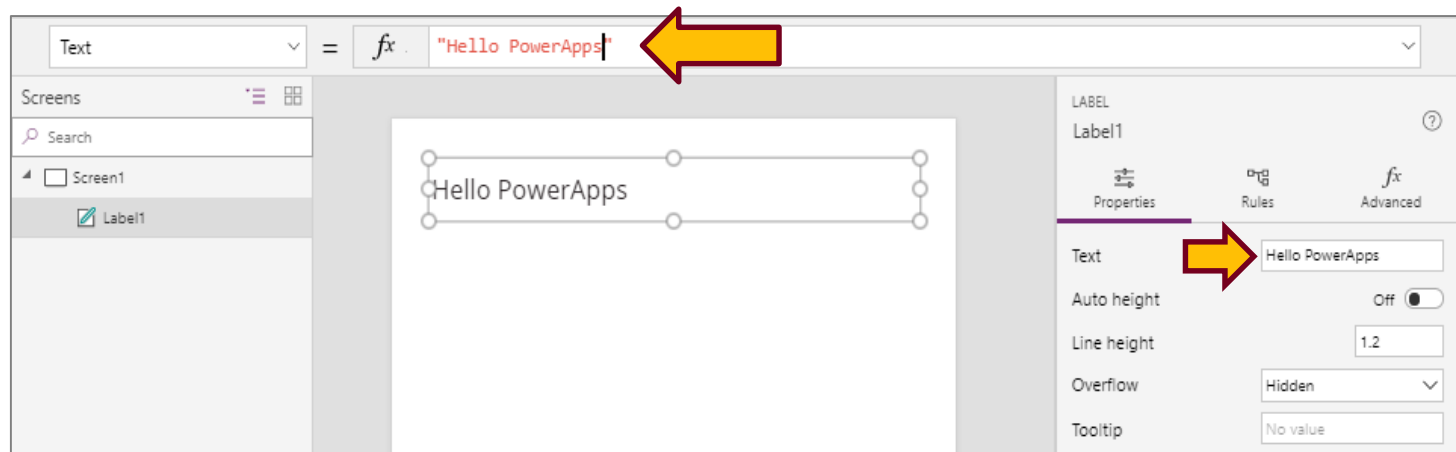 Text = fx "Hello PowerApps"
Screens
Search
Screen1
Label1
Hello PowerApps
LABEL
Label1
?
Properties Rules Advanced
fx
Text Hello PowerApps
Auto height Off
Line height 1.2
Overflow Hidden
Tooltip No value